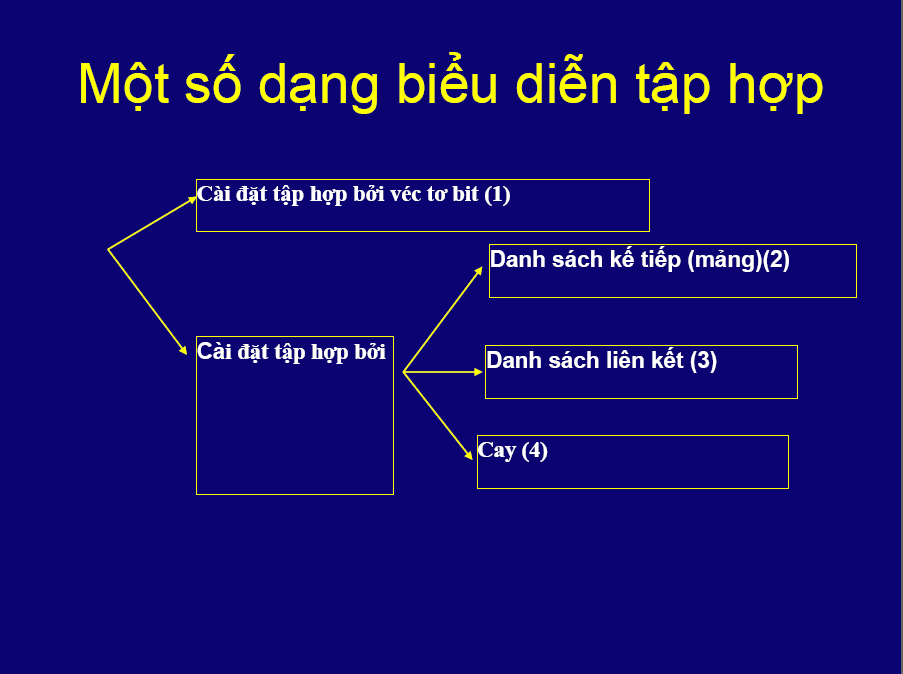 Một số dạng biểu diễn tập hợp
Cài đặt tập hợp bởi véc tơ bit (1)
Danh sách kế tiếp (mảng)(2)
Cài đặt tập hợp bởi
Danh sách liên kết (3)
Cay (4)